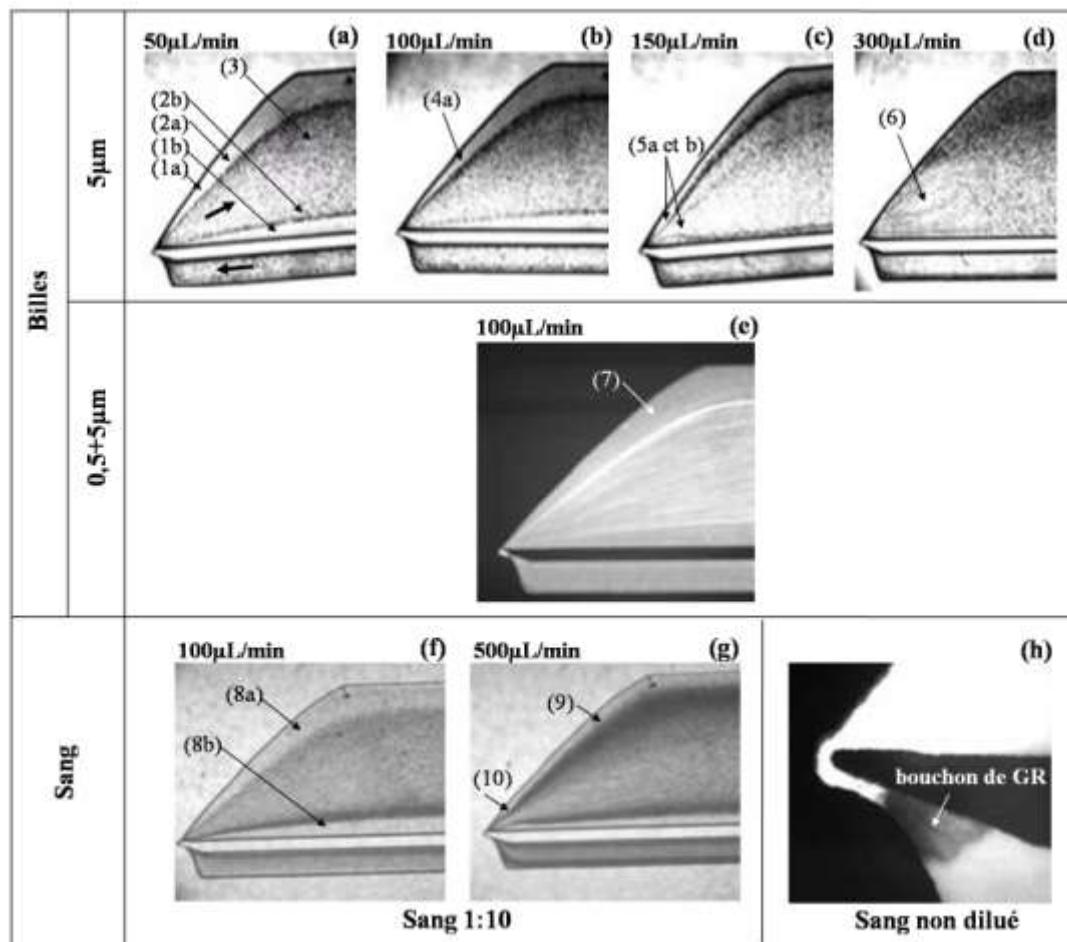 50µL/min (a)
100µL/min (b)
150µL/min (c)
300µL/min (d)
(3)
(2b)
(2a)
(1b)
(1a)
(4a)
(5a et b)
(6)
Billes
5µm
100µL/min (e)
(7)
0,5+5µm
100µL/min (f)
500µL/min (g)
(h)
(8a)
(8b)
(9)
(10)
bouchon de GR
Sang
Sang 1:10
Sang non dilué